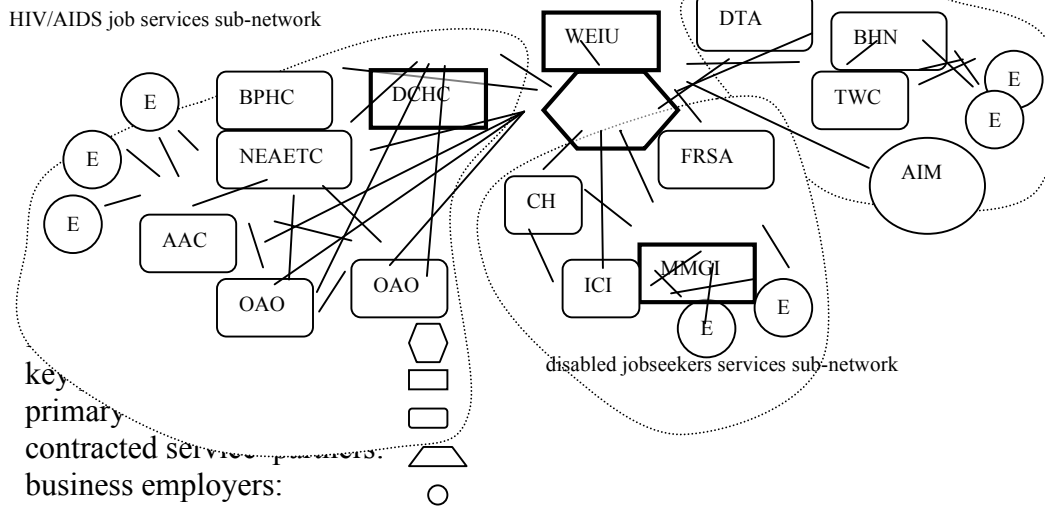 HIV/AIDS job services sub-network
DTA
WEIU
BHN
E
BPHC
DCHC
TWC
E
E
E
NEAETC
FRSA
AIM
E
CH
AAC
MMGI
ICI
OAO
OAO
E
E
disabled jobseekers services sub-network
key
primary
contracted service partners:
business employers: